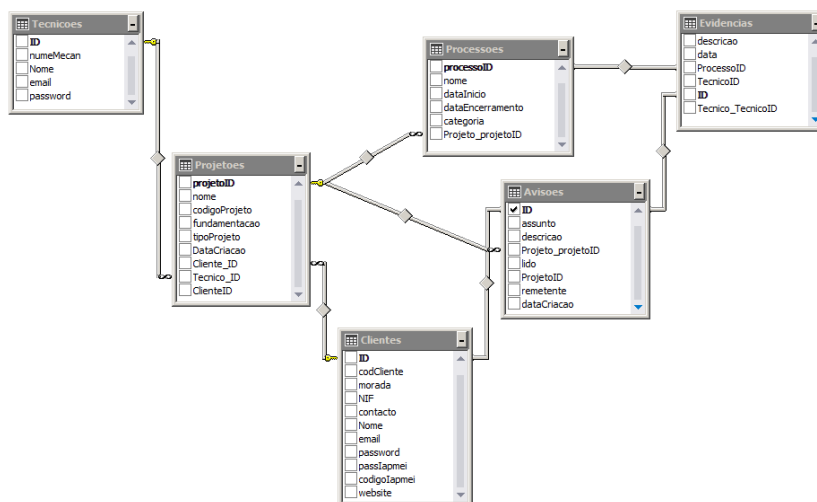 Tecnicoes
ID
numeMecan
Nome
email
password
Projetoes
projetoID
nome
codigoProjeto
fundamentacao
tipoProjeto
DataCriacao
Cliente_ID
Tecnico_ID
ClienteID
Processoes
processoID
nome
dataInicio
dataEncerramento
categoria
Projeto_projetoID
Evidencias
descricao
data
ProcessoID
TecnicoID
ID
Tecnico_TecnicoID
Avisoes
ID
assunto
descricao
Projeto_projetoID
lido
ProjetoID
remetente
dataCriacao
Clientes
ID
codCliente
morada
NIF
contacto
Nome
email
password
passIapmei
codigoIapmei
website